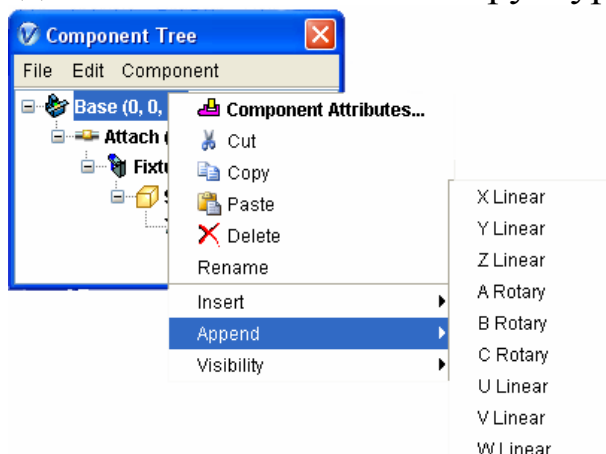 Component Tree
File Edit Component
Base (0, 0,
Attach (
Fixtu
Component Attributes...
Cut
Copy
Paste
Delete
Rename
Insert
Append
Visibility
X Linear
Y Linear
Z Linear
A Rotary
B Rotary
C Rotary
U Linear
V Linear
W Linear